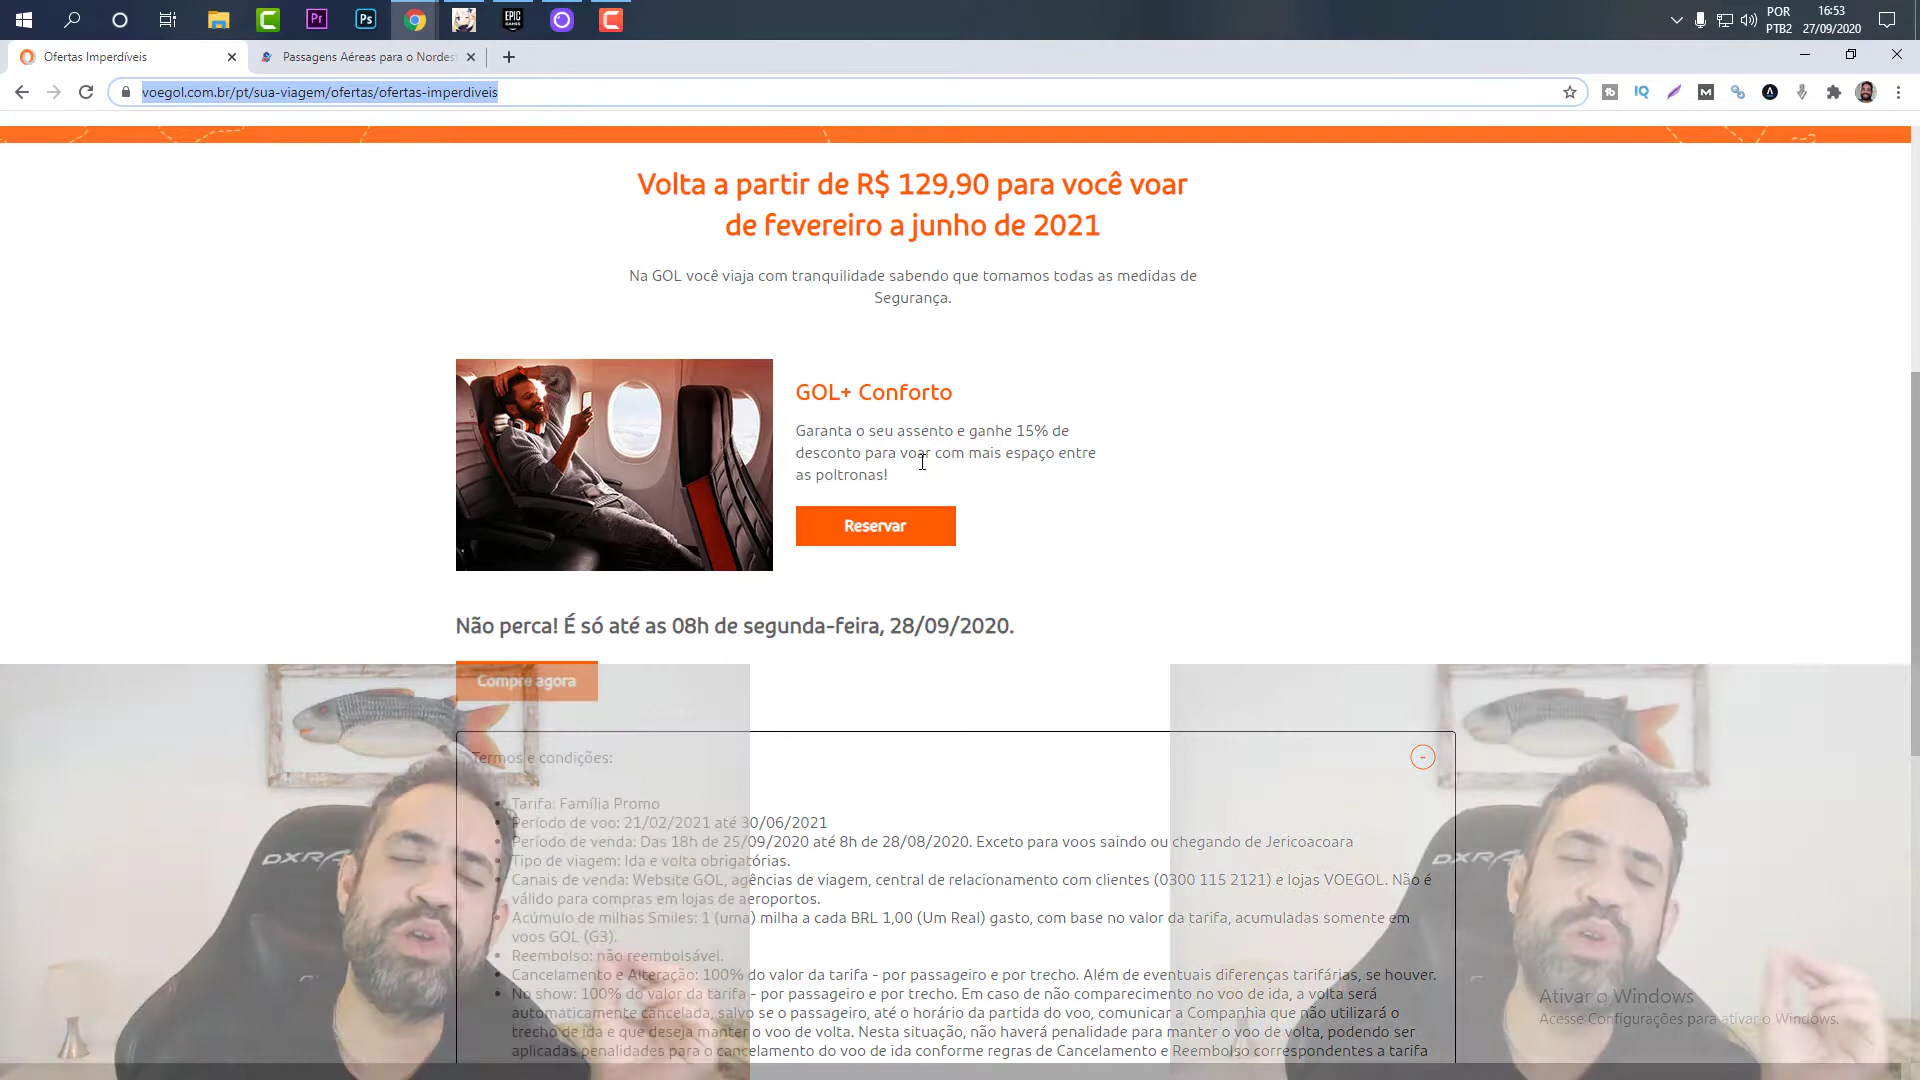 Pr
Ps
EPIC
GAMES
POR
PTB2
16:53
27/09/2020
Ofertas Imperdíveis
Passagens Aéreas para o Nordest
voegol.com.br/pt/sua-viagem/ofertas/ofertas-imperdiveis
IQ
M
Volta a partir de R$ 129,90 para você voar
de fevereiro a junho de 2021
Na GOL você viaja com tranquilidade sabendo que tomamos todas as medidas de
Segurança.
GOL+ Conforto
Garanta o seu assento e ganhe 15% de
desconto para voar com mais espaço entre
as poltronas!
Reservar
Não perca! É só até as 08h de segunda-feira, 28/09/2020.
Compre agora
Termos e condições:
Tarifa: Família Promo
Período de voo: 21/02/2021 até 30/06/2021
Período de venda: Das 18h de 25/09/2020 até 8h de 28/08/2020. Exceto para voos saindo ou chegando de Jericoacoara
Tipo de viagem: Ida e volta obrigatórias.
Canais de venda: Website GOL, agências de viagem, central de relacionamento com clientes (0300 115 2121) e lojas VOEGOL. Não é
válido para compras em lojas de aeroportos.
Acúmulo de milhas Smiles: 1 (uma) milha a cada BRL 1,00 (Um Real) gasto, com base no valor da tarifa, acumuladas somente em
voos GOL (G3).
Reembolso: não reembolsável.
Cancelamento e Alteração: 100% do valor da tarifa - por passageiro e por trecho. Além de eventuais diferenças tarifárias, se houver.
No show: 100% do valor da tarifa - por passageiro e por trecho. Em caso de não comparecimento no voo de ida, a volta será
automaticamente cancelada, salvo se o passageiro, até o horário da partida do voo, comunicar a Companhia que não utilizará o
trecho de ida e que deseja manter o voo de volta. Nesta situação, não haverá penalidade para manter o voo de volta, podendo ser
aplicadas penalidades para o cancelamento do voo de ida conforme regras de Cancelamento e Reembolso correspondentes a tarifa
Ativar o Windows
Acesse Configurações para ativar o Windows.